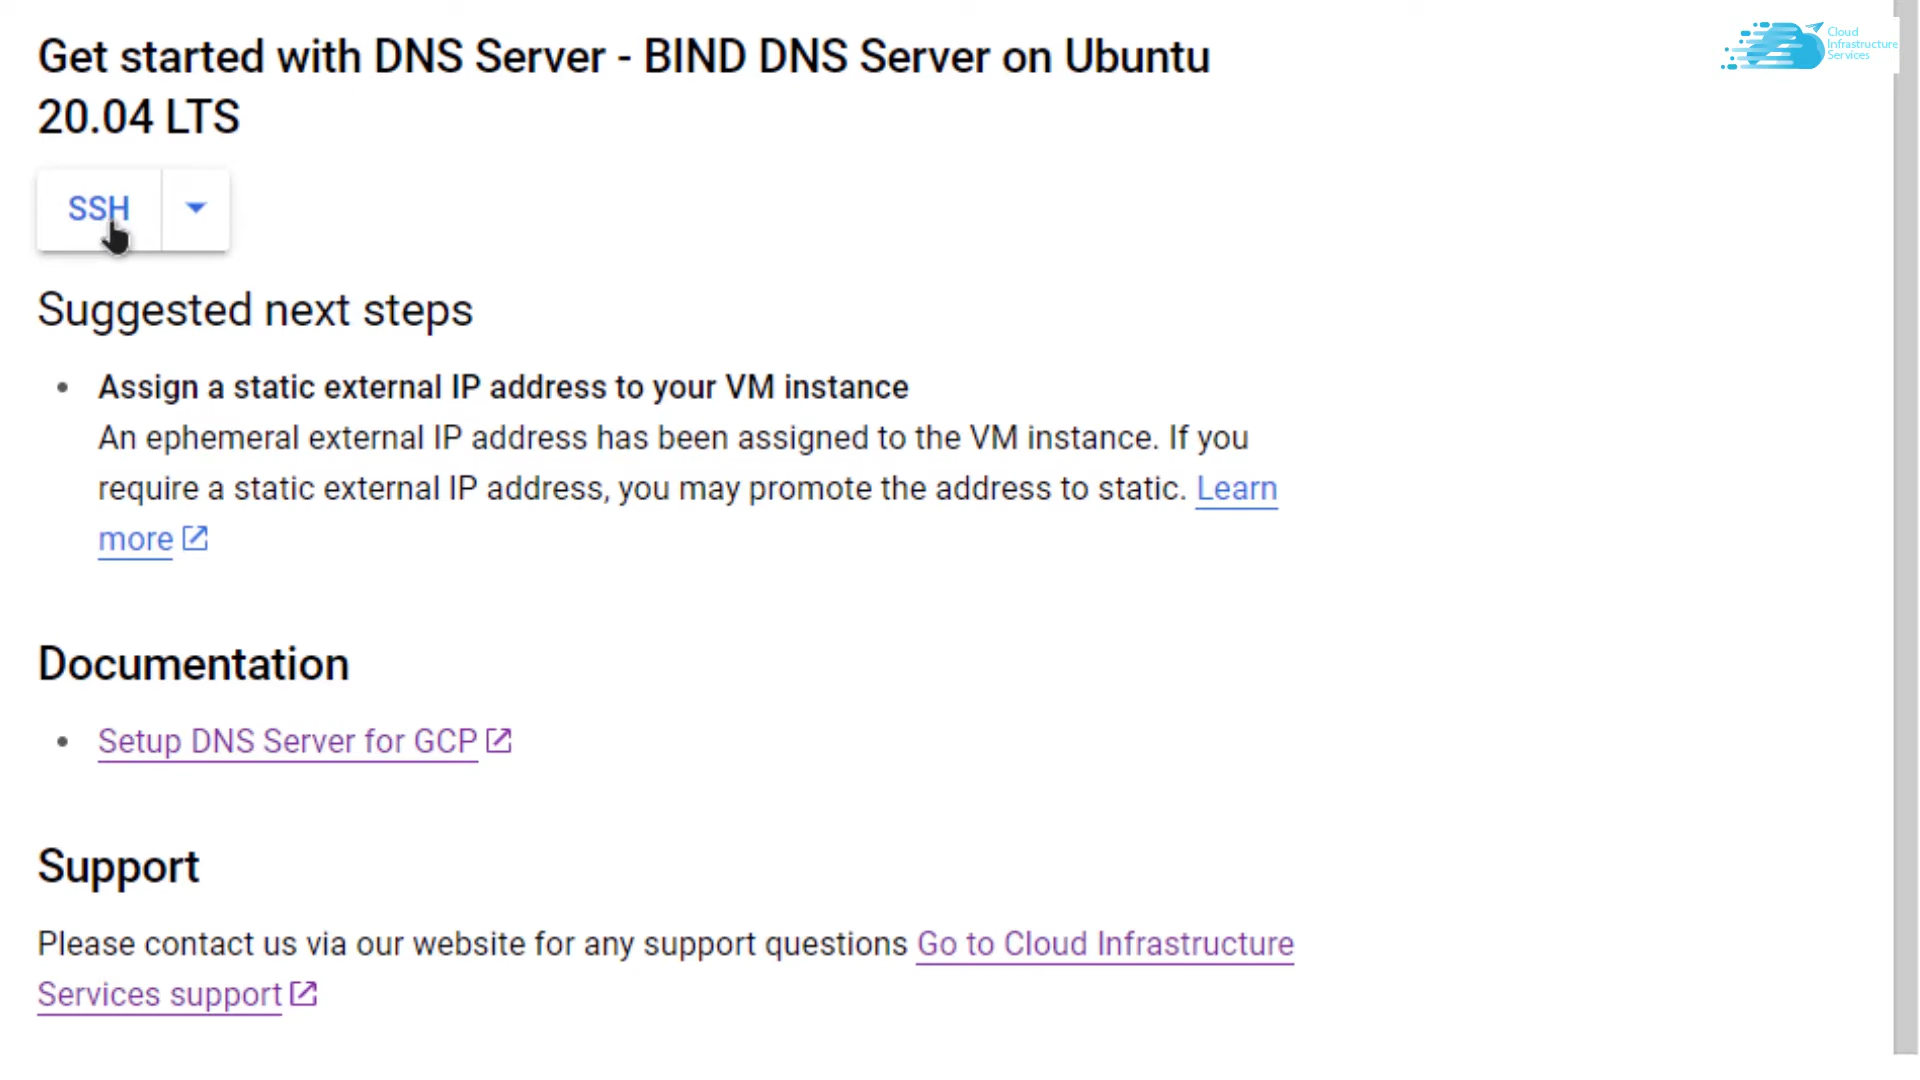 Get started with DNS Server - BIND DNS Server on Ubuntu
20.04 LTS
Cloud
Infrastructure
Services
SSH
Suggested next steps
Assign a static external IP address to your VM instance
An ephemeral external IP address has been assigned to the VM instance. If you
require a static external IP address, you may promote the address to static. Learn
more
Documentation
Setup DNS Server for GCP
Support
Please contact us via our website for any support questions Go to Cloud Infrastructure
Services support